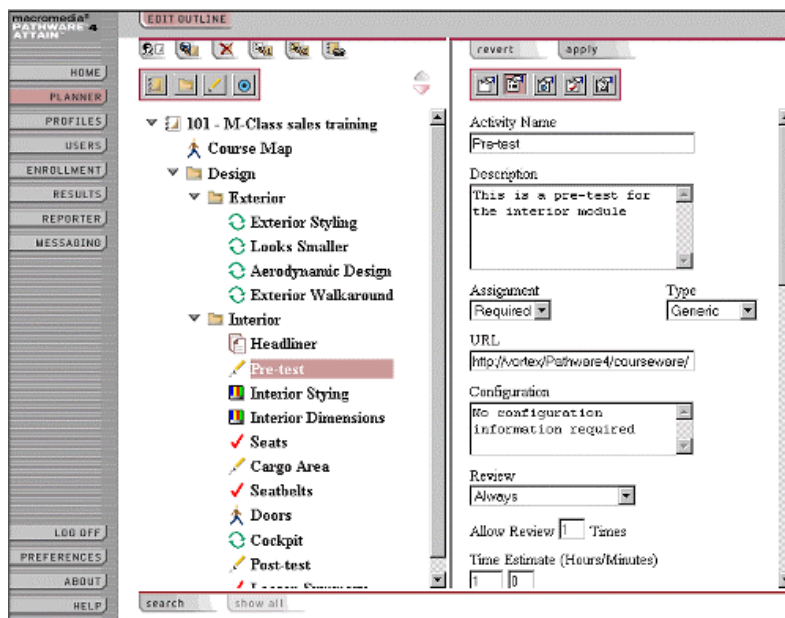 macromedia®
PATHWARE 4
ATTAIN™
EDIT OUTLINE
HOME
PLANNER
PROFILES
USERS
ENROLLMENT
RESULTS
REPORTER
MESSAGING
LOG OFF
PREFERENCES
ABOUT
HELP
101 - M-Class sales training
Course Map
Design
Exterior
Exterior Styling
Looks Smaller
Aerodynamic Design
Exterior Walkaround
Interior
Headliner
Pre-test
Interior Stying
Interior Dimensions
Seats
Cargo Area
Seatbelts
Doors
Cockpit
Post-test
search
show all
revert
apply
Activity Name
Pre-test
Description
This is a pre-test for
the interior module
Assignment Type
Required Generic
URL
http://vortex/Pathware4/courseware/
Configuration
No configuration
information required
Review
Always
Allow Review 1 Times
Time Estimate (Hours/Minutes)
1 0